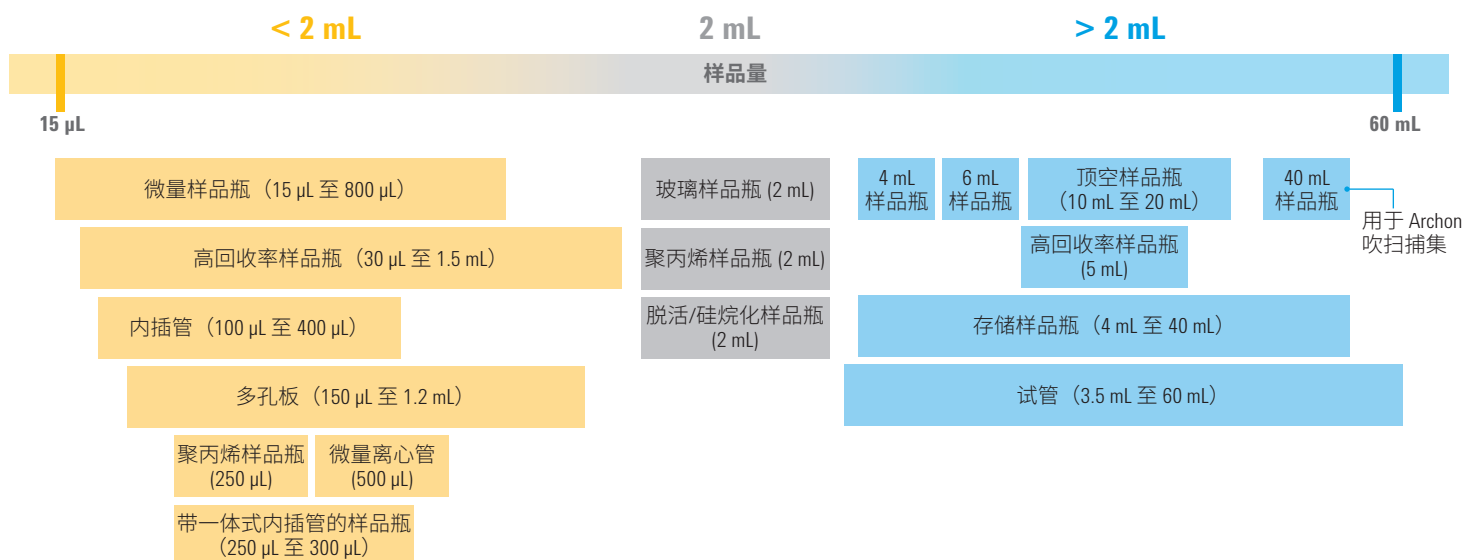 < 2 mL
2 mL
> 2 mL
样品量
15 µL
60 mL
微量样品瓶（15 µL 至 800 µL）
玻璃样品瓶 (2 mL)
4 mL
样品瓶
6 mL
样品瓶
顶空样品瓶
（10 mL 至 20 mL）
40 mL
样品瓶
用于 Archon
吹扫捕集
高回收率样品瓶（30 µL 至 1.5 mL）
聚丙烯样品瓶 (2 mL)
高回收率样品瓶
(5 mL)
内插管（100 µL 至 400 µL）
脱活/硅烷化样品瓶
(2 mL)
存储样品瓶（4 mL 至 40 mL）
多孔板（150 µL 至 1.2 mL）
试管（3.5 mL 至 60 mL）
聚丙烯样品瓶
(250 µL)
微量离心管
(500 µL)
带一体式内插管的样品瓶
（250 µL 至 300 µL）